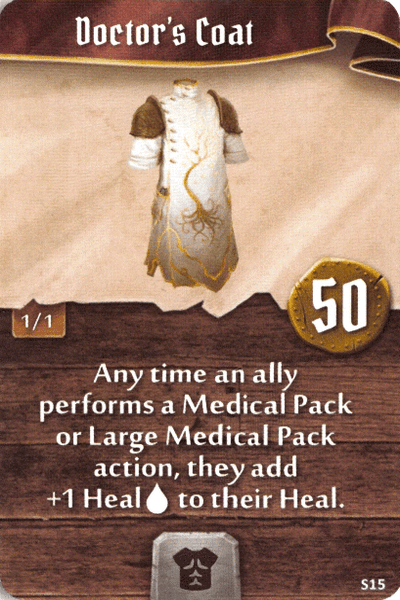 Doctor's Coat
1/1
50
Any time an ally
performs a Medical Pack
or Large Medical Pack
action, they add
+1 Heal to their Heal.
S15